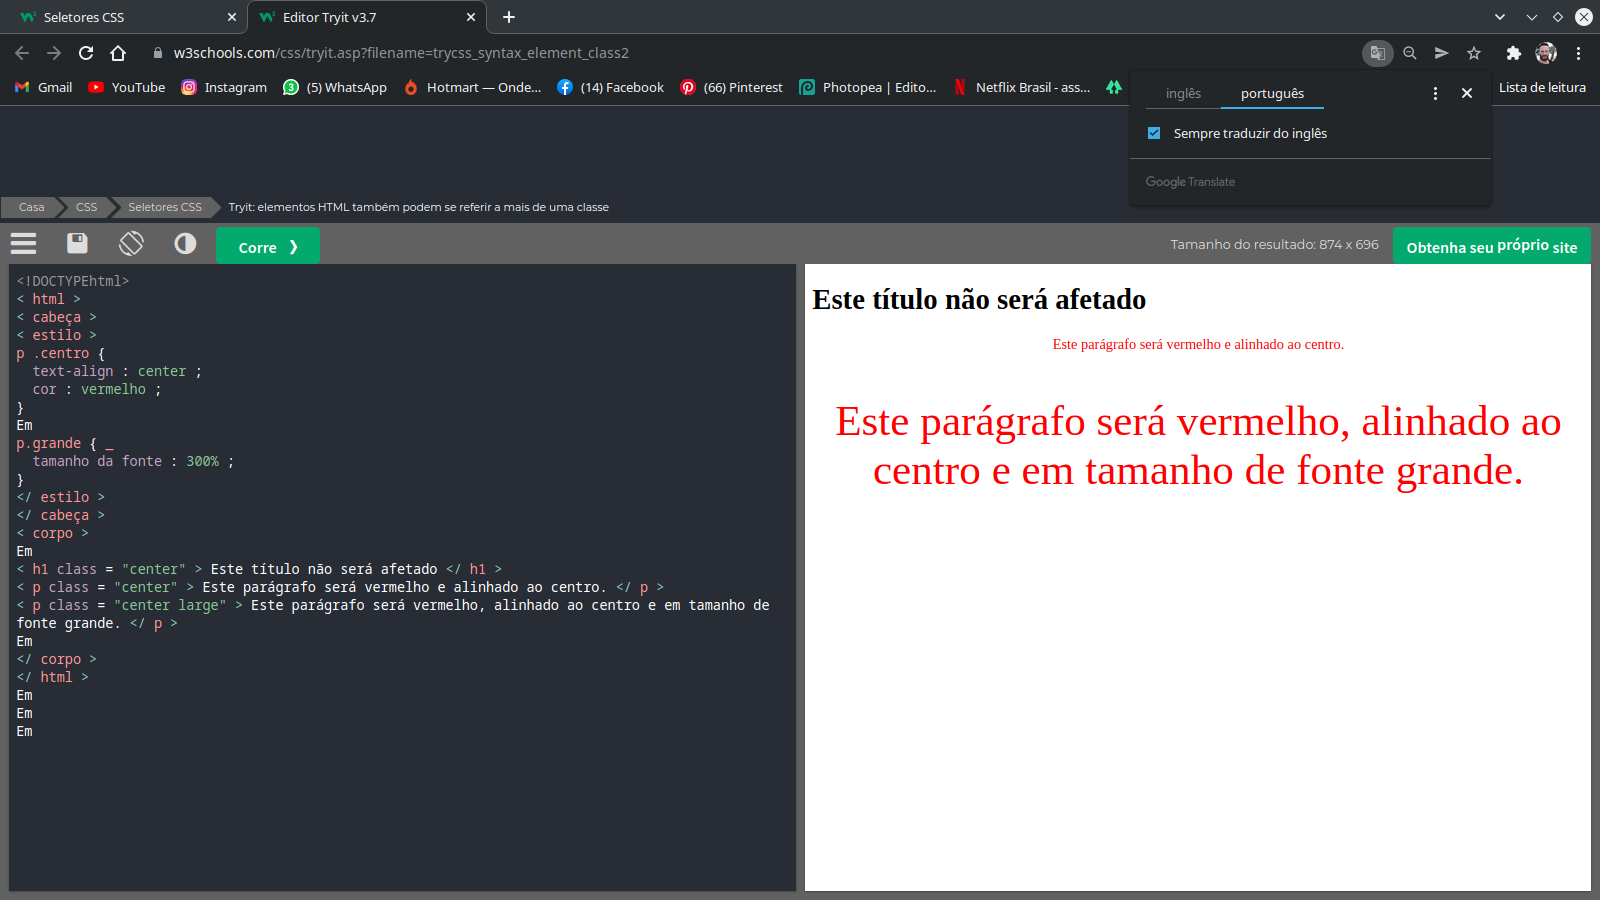 Seletores CSS
Editor Tryit v3.7
w3schools.com/css/tryit.asp?filename=trycss_syntax_element_class2
Gmail
YouTube
Instagram
(5) WhatsApp
Hotmart — Onde...
(14) Facebook
(66) Pinterest
Photopea | Edito...
Netflix Brasil - ass...
Lista de leitura
inglês
português
Sempre traduzir do inglês
Google Translate
Casa
CSS
Seletores CSS
Tryit: elementos HTML também podem se referir a mais de uma classe
Corre ❯
Tamanho do resultado: 874 x 696
Obtenha seu próprio site
<!DOCTYPEhtml>
< html >
< cabeça >
< estilo >
p .centro {
text-align : center ;
cor : vermelho ;
}
Em
p.grande { _
tamanho da fonte : 300% ;
}
</ estilo >
</ cabeça >
< corpo >
Em
< h1 class = "center" > Este título não será afetado </ h1 >
< p class = "center" > Este parágrafo será vermelho e alinhado ao centro. </ p >
< p class = "center large" > Este parágrafo será vermelho, alinhado ao centro e em tamanho de
fonte grande. </ p >
Em
</ corpo >
</ html >
Em
Em
Em
Este título não será afetado
Este parágrafo será vermelho e alinhado ao centro.
Este parágrafo será vermelho, alinhado ao
centro e em tamanho de fonte grande.